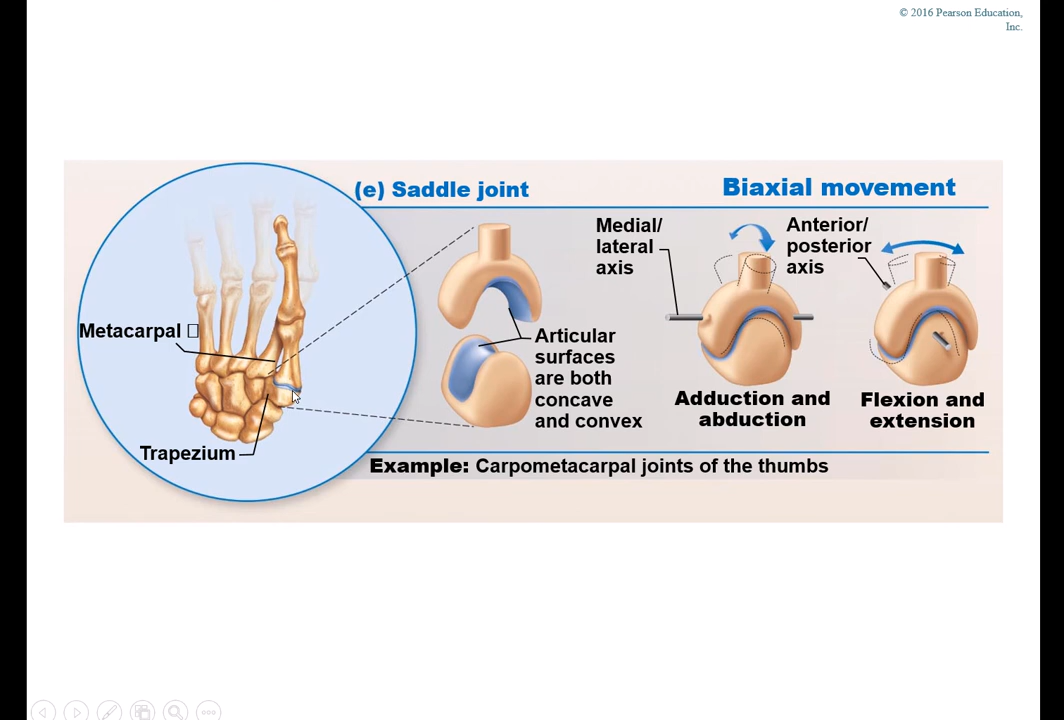 © 2016 Pearson Education,
Inc.
(e) Saddle joint
Biaxial movement
Medial/
lateral
axis
Anterior/
posterior
axis
Metacarpal □
Articular
surfaces
are both
concave
and convex
Adduction and
abduction
Flexion and
extension
Trapezium
Example: Carpometacarpal joints of the thumbs